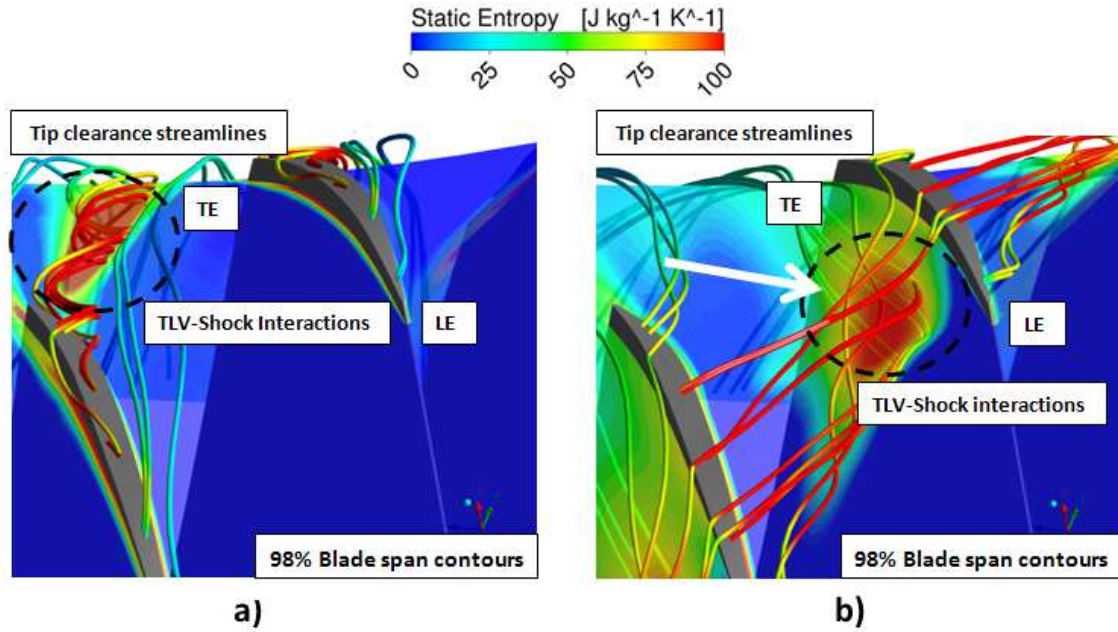 Static Entropy [J kg^-1 K^-1]
0 25 50 75 100
Tip clearance streamlines
TE
TLV-Shock Interactions
LE
98% Blade span contours
a)
Tip clearance streamlines
TE
LE
TLV-Shock interactions
98% Blade span contours
b)